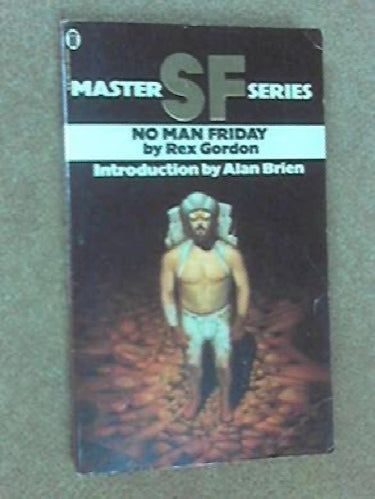 MASTER SF SERIES
NO MAN FRIDAY
by Rex Gordon
Introduction by Alan Brien